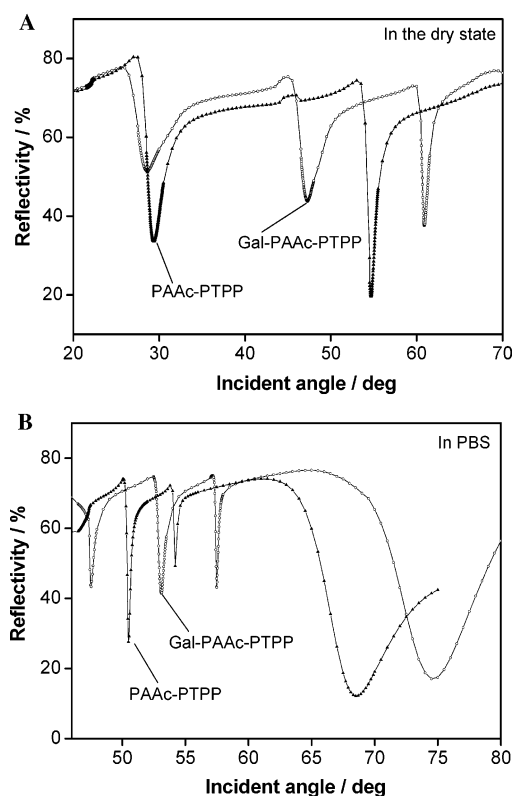 A
In the dry state
80
60
40
20
Reflectivity / %
Gal-PAAc-PTPP
PAAc-PTPP
20 30 40 50 60 70
Incident angle / deg
B
In PBS
80
60
40
20
0
Reflectivity / %
Gal-PAAc-PTPP
PAAc-PTPP
50 55 60 65 70 75 80
Incident angle / deg